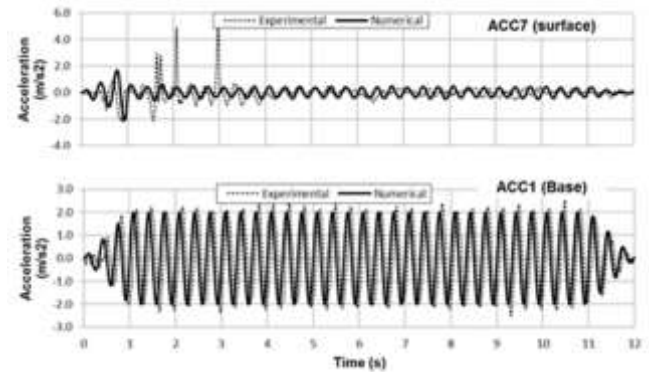 6.0
Experimental Numerical ACC7 (surface)
4.0
2.0
0.0
-2.0
-4.0
Acceleration
(m/s2)
3.0
Experimental Numerical ACC1 (Base)
2.0
1.0
0.0
-1.0
-2.0
-3.0
Acceleration
(m/s2)
0 1 2 3 4 5 6 7 8 9 10 11 12
Time (s)